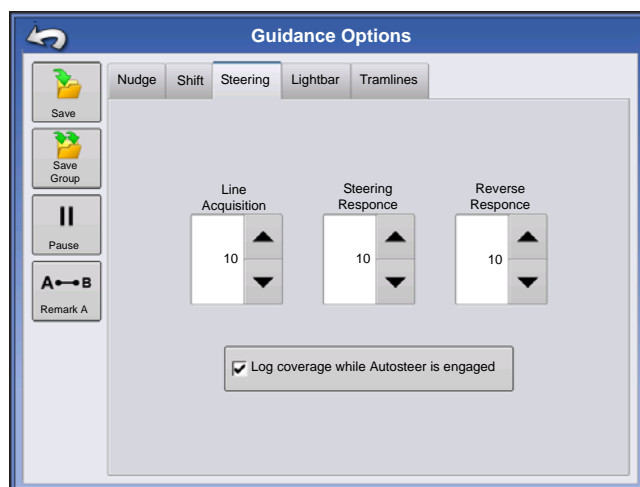 Guidance Options
Save
Save
Group
Pause
A B
Remark A
Nudge Shift Steering Lightbar Tramlines
Line
Acquisition
10
Steering
Responce
10
Reverse
Responce
10
Log coverage while Autosteer is engaged